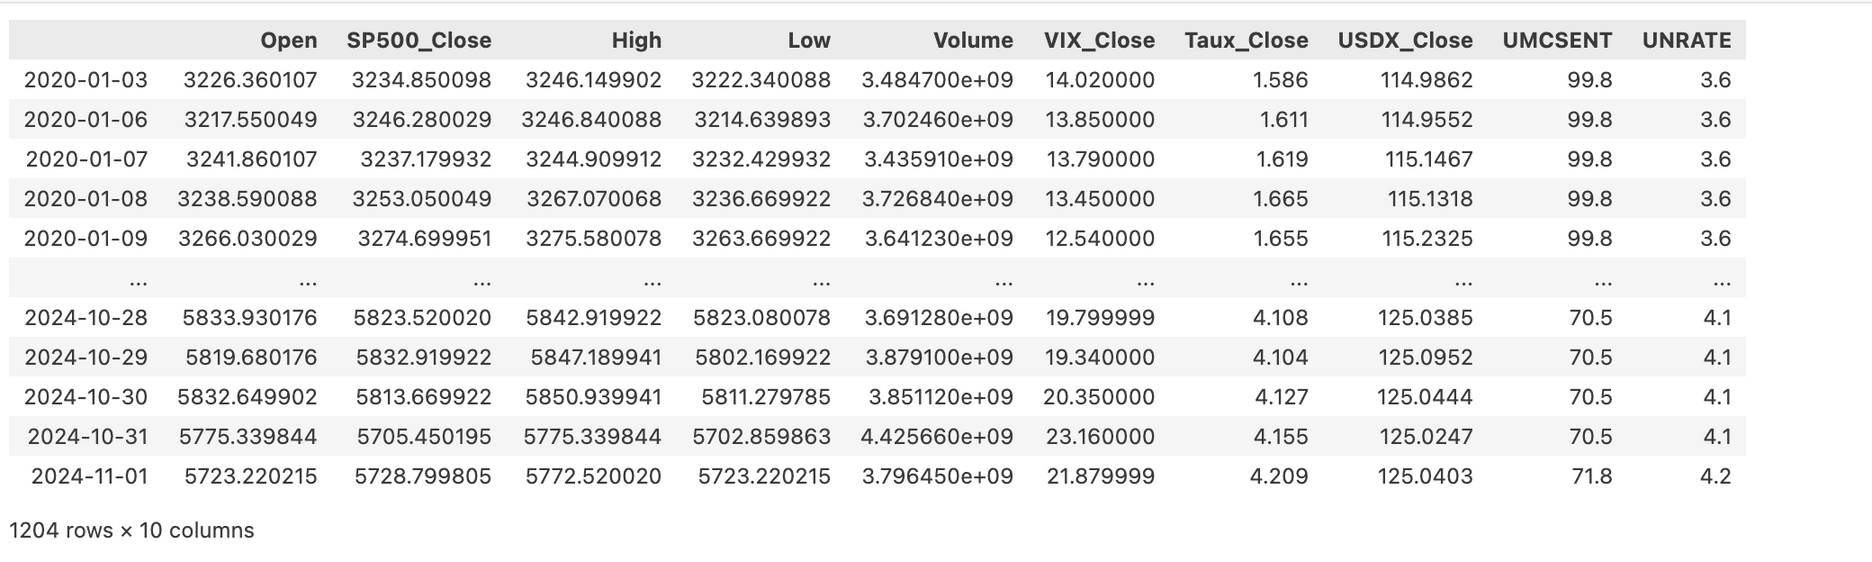 Open SP500_Close High Low Volume VIX_Close Taux_Close USDX_Close UMCSENT UNRATE
2020-01-03 3226.360107 3234.850098 3246.149902 3222.340088 3.484700e+09 14.020000 1.586 114.9862 99.8 3.6
2020-01-06 3217.550049 3246.280029 3246.840088 3214.639893 3.702460e+09 13.850000 1.611 114.9552 99.8 3.6
2020-01-07 3241.860107 3237.179932 3244.909912 3232.429932 3.435910e+09 13.790000 1.619 115.1467 99.8 3.6
2020-01-08 3238.590088 3253.050049 3267.070068 3236.669922 3.726840e+09 13.450000 1.665 115.1318 99.8 3.6
2020-01-09 3266.030029 3274.699951 3275.580078 3263.669922 3.641230e+09 12.540000 1.655 115.2325 99.8 3.6
... ... ... ... ... ... ... ... ... ... ...
2024-10-28 5833.930176 5823.520020 5842.919922 5823.080078 3.691280e+09 19.799999 4.108 125.0385 70.5 4.1
2024-10-29 5819.680176 5832.919922 5847.189941 5802.169922 3.879100e+09 19.340000 4.104 125.0952 70.5 4.1
2024-10-30 5832.649902 5813.669922 5850.939941 5811.279785 3.851120e+09 20.350000 4.127 125.0444 70.5 4.1
2024-10-31 5775.339844 5705.450195 5775.339844 5702.859863 4.425660e+09 23.160000 4.155 125.0247 70.5 4.1
2024-11-01 5723.220215 5728.799805 5772.520020 5723.220215 3.796450e+09 21.879999 4.209 125.0403 71.8 4.2
1204 rows × 10 columns